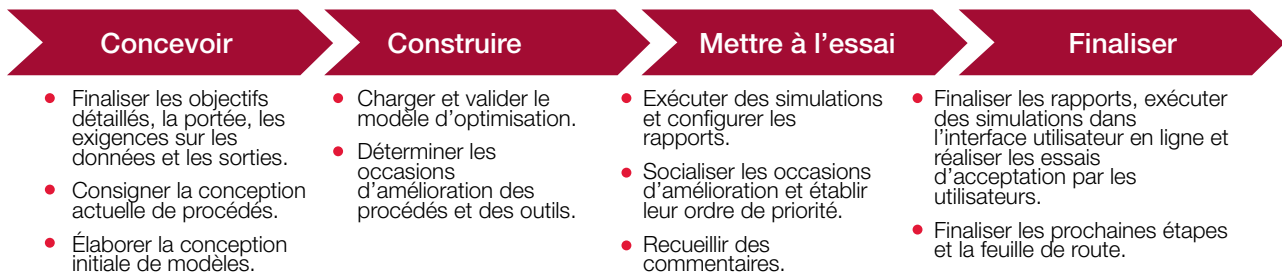 Concevoir
Finaliser les objectifs
détaillés, la portée, les
exigences sur les
données et les sorties.
Consigner la conception
actuelle de procédés.
Élaborer la conception
initiale de modèles.
Construire
Charger et valider le
modèle d'optimisation.
Déterminer les
occasions
d'amélioration des
procédés et des outils.
Mettre à l'essai
Exécuter des simulations
et configurer les
rapports.
Socialiser les occasions
d'amélioration et établir
leur ordre de priorité.
Recueillir des
commentaires.
Finaliser
Finaliser les rapports, exécuter
des simulations dans
l'interface utilisateur en ligne et
réaliser les essais
d'acceptation par les
utilisateurs.
Finaliser les prochaines étapes
et la feuille de route.